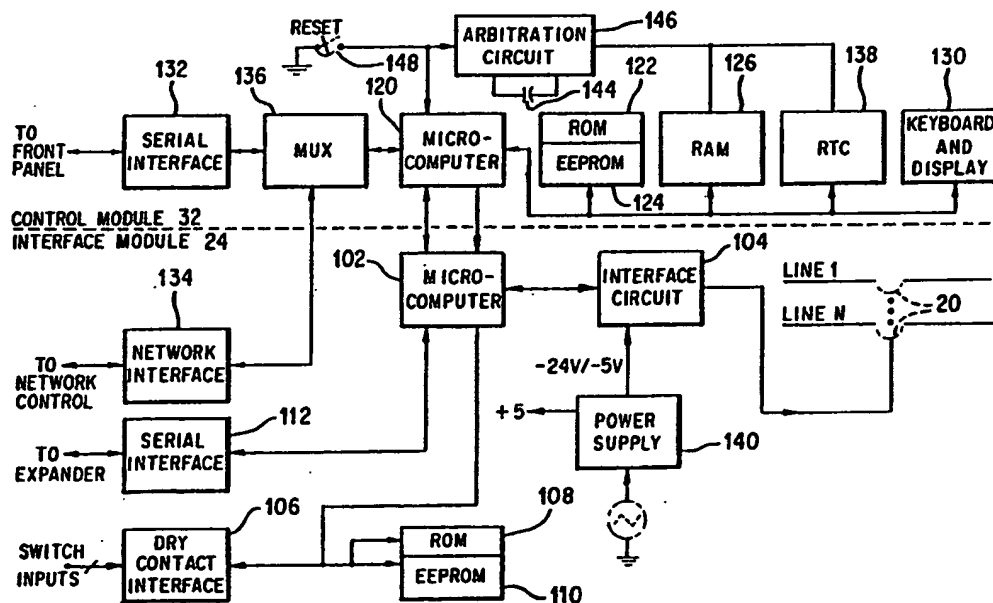 RESET
148
ARBITRATION
CIRCUIT
146
144
132
136
120
122
126
138
130
TO
FRONT
PANEL
SERIAL
INTERFACE
MUX
MICRO-
COMPUTER
ROM
EEPROM
124
RAM
RTC
KEYBOARD
AND
DISPLAY
CONTROL MODULE 32
INTERFACE MODULE 24
102
MICRO-
COMPUTER
104
INTERFACE
CIRCUIT
LINE 1
LINE N
20
134
TO
NETWORK
CONTROL
NETWORK
INTERFACE
-24V/-5V
+5
POWER
SUPPLY
140
112
TO
EXPANDER
SERIAL
INTERFACE
106
SWITCH
INPUTS
DRY
CONTACT
INTERFACE
108
ROM
EEPROM
110